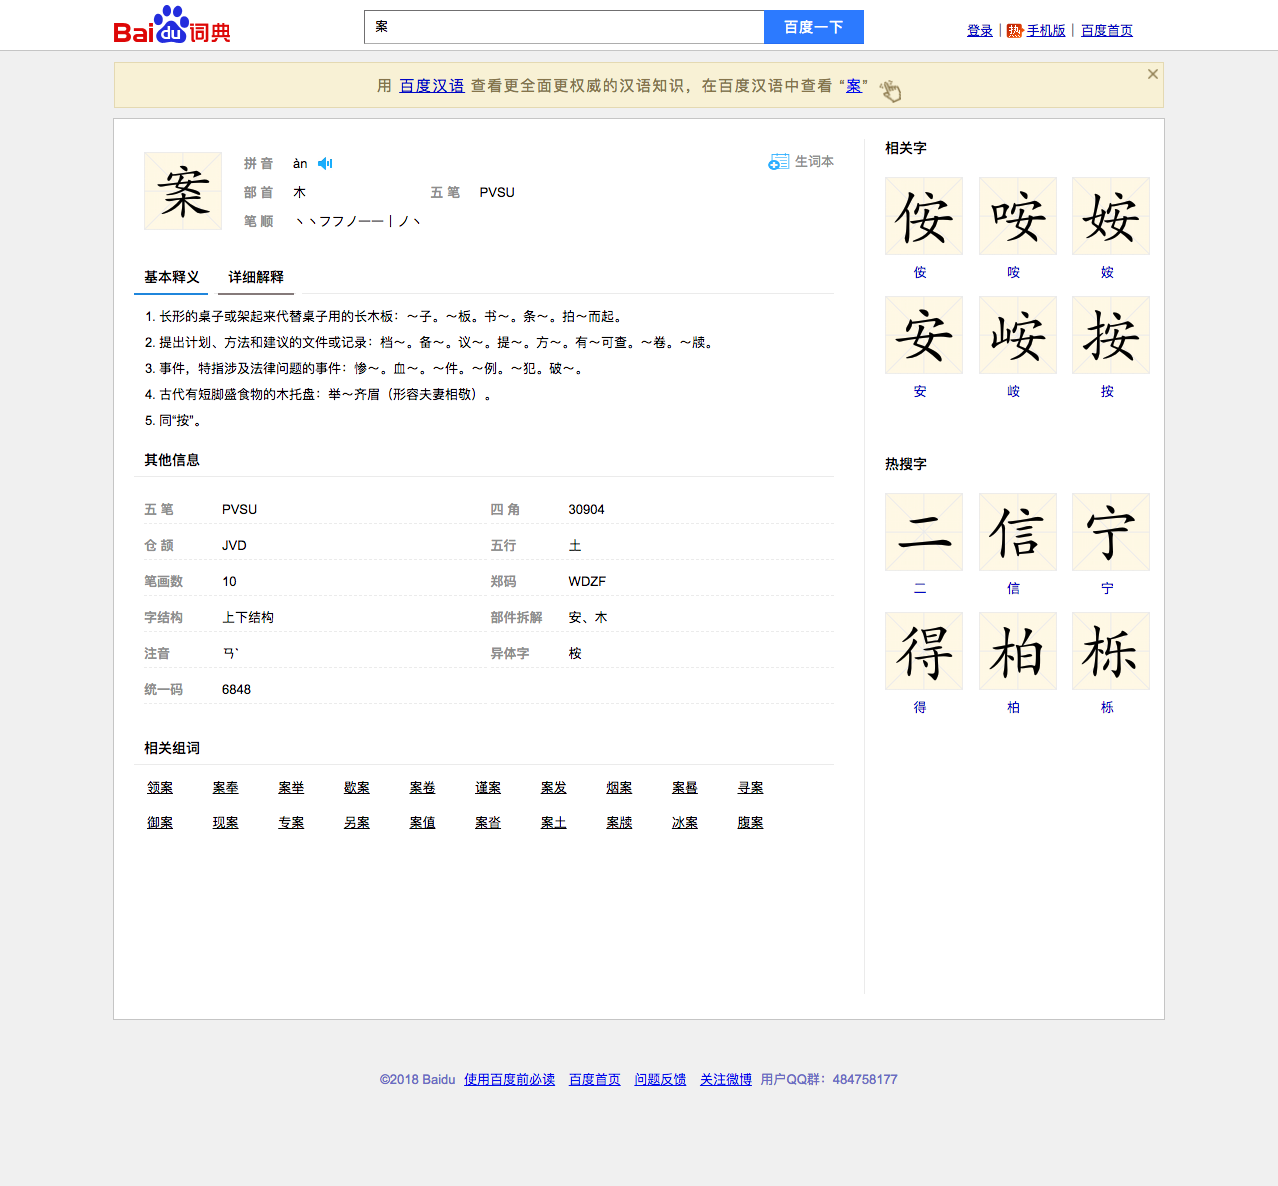 Baidu词典
案
百度一下
登录 | 热 手机版 | 百度首页
用 百度汉语 查看更全面更权威的汉语知识，在百度汉语中查看 “案”
案
拼 音 àn
生词本
部 首 木 五 笔 PVSU
笔 顺 丶丶フフノ一一丨ノ丶
基本释义 详细解释
1. 长形的桌子或架起来代替桌子用的长木板：～子。～板。书～。条～。拍～而起。
2. 提出计划、方法和建议的文件或记录：档～。备～。议～。提～。方～。有～可查。～卷。～牍。
3. 事件，特指涉及法律问题的事件：惨～。血～。～件。～例。～犯。破～。
4. 古代有短脚盛食物的木托盘：举～齐眉（形容夫妻相敬）。
5. 同“按”。
其他信息
五 笔 PVSU 四 角 30904
仓 颉 JVD 五行 土
笔画数 10 郑码 WDZF
字结构 上下结构 部件拆解 安、木
注音 ㄢˋ 异体字 桉
统一码 6848
相关组词
领案 案奉 案举 歇案 案卷 谨案 案发 烟案 案晷 寻案
御案 现案 专案 另案 案值 案沓 案土 案牍 冰案 腹案
相关字
侒 咹 婩
侒 咹 婩
安 峖 按
安 峖 按
热搜字
二 信 宁
二 信 宁
得 柏 栎
得 柏 栎
©2018 Baidu 使用百度前必读 百度首页 问题反馈 关注微博 用户QQ群：484758177